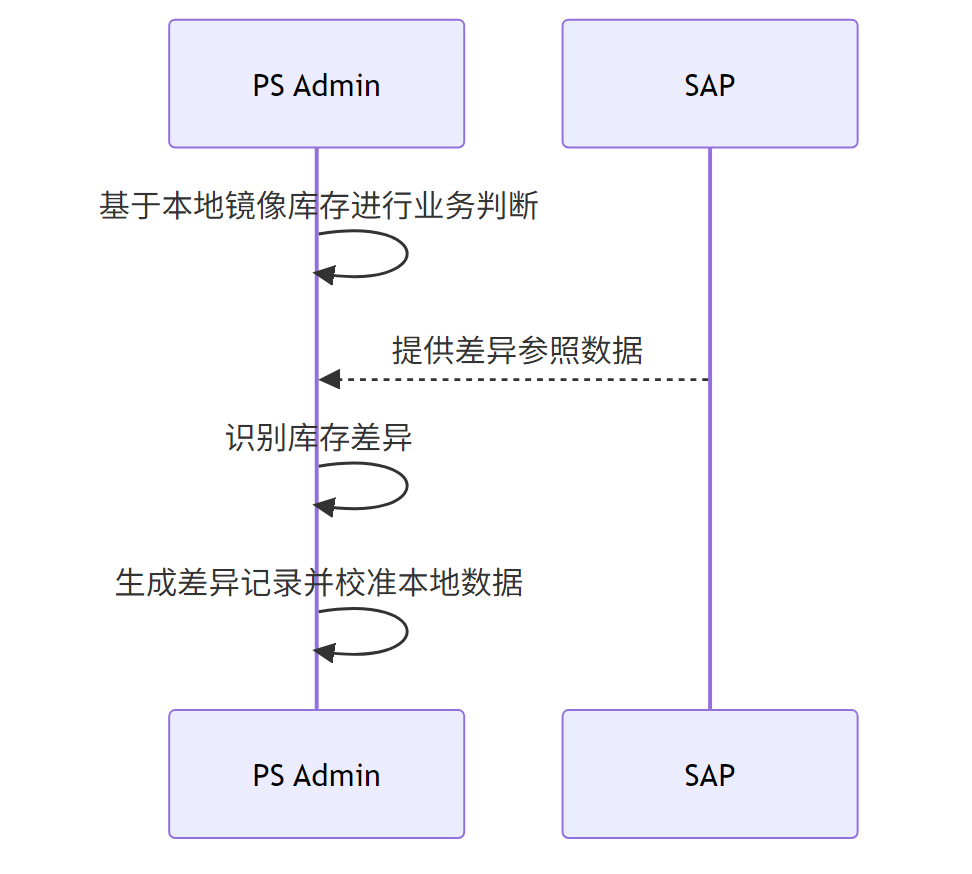 PS Admin
SAP
基于本地镜像库存进行业务判断
提供差异参照数据
识别库存差异
生成差异记录并校准本地数据
PS Admin
SAP